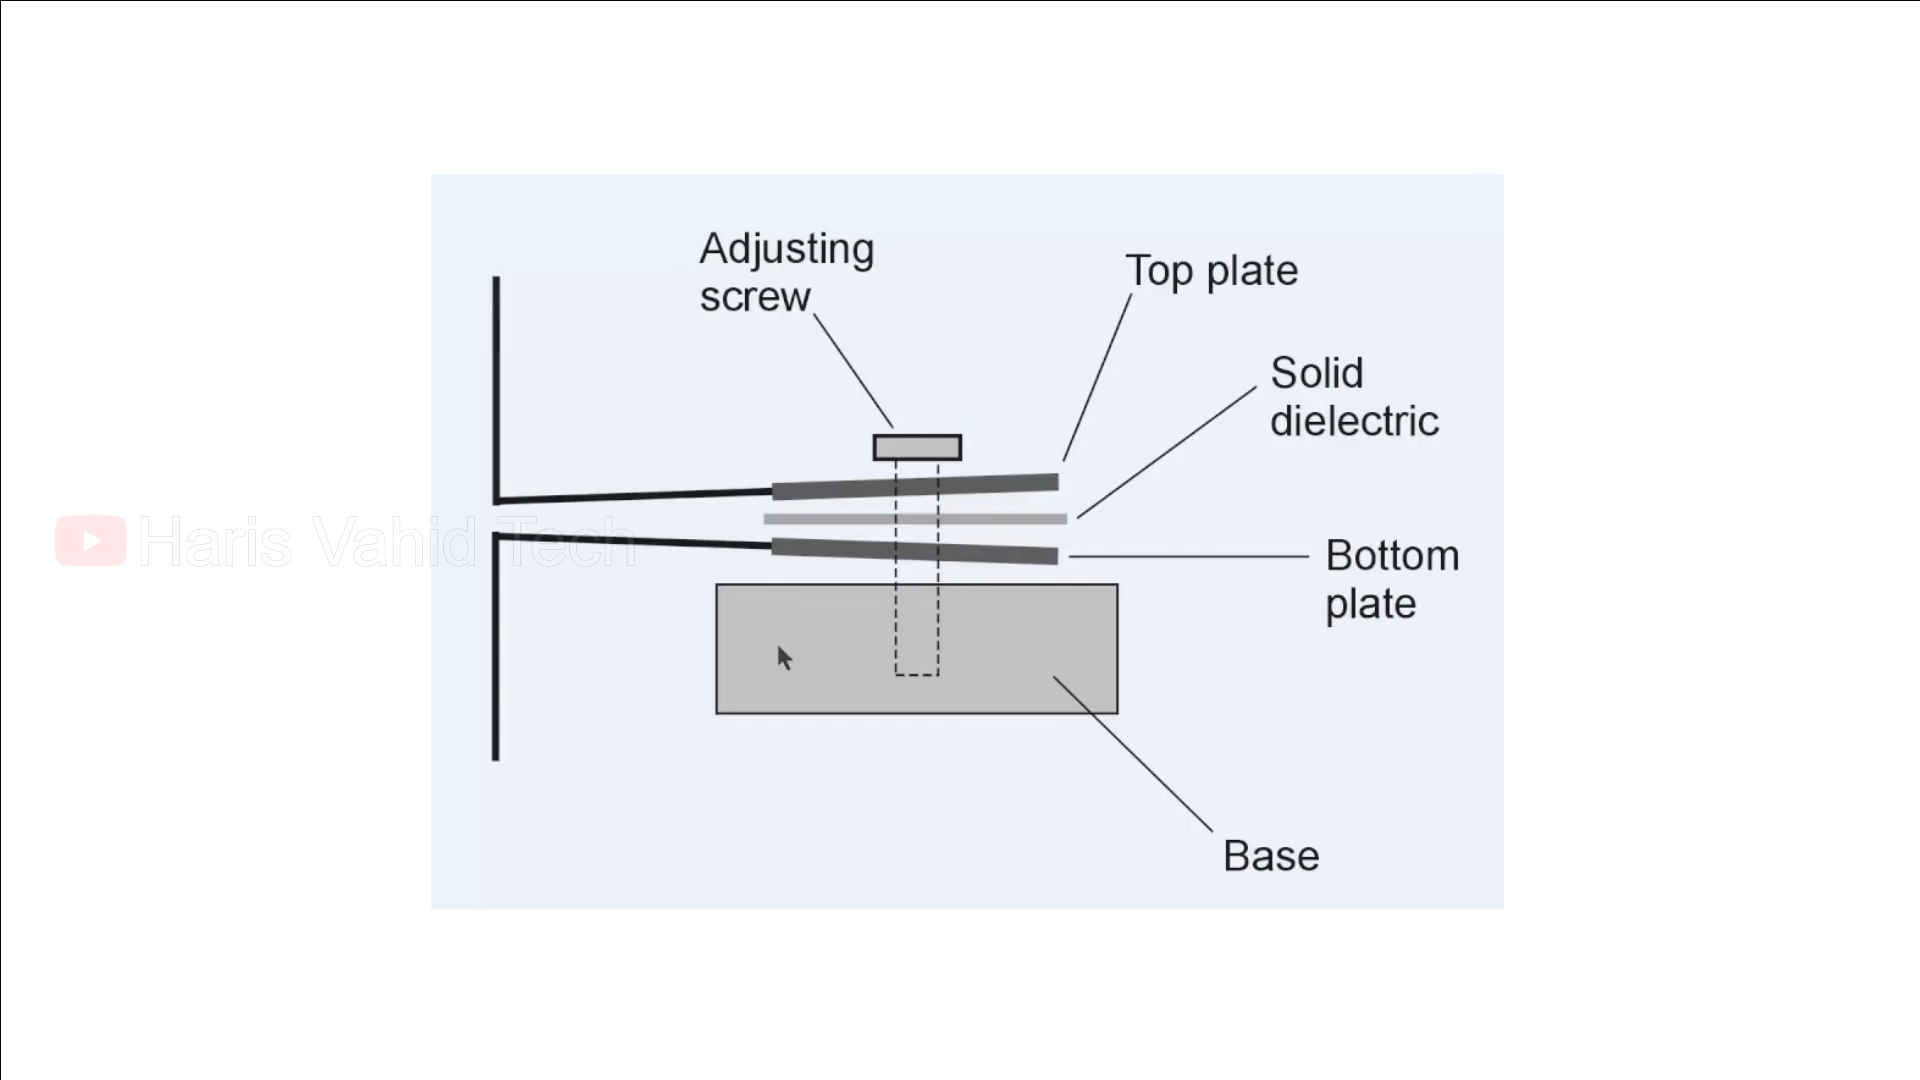 Adjusting
screw
Top plate
Solid
dielectric
Haris Vahid Tech
Bottom
plate
Base